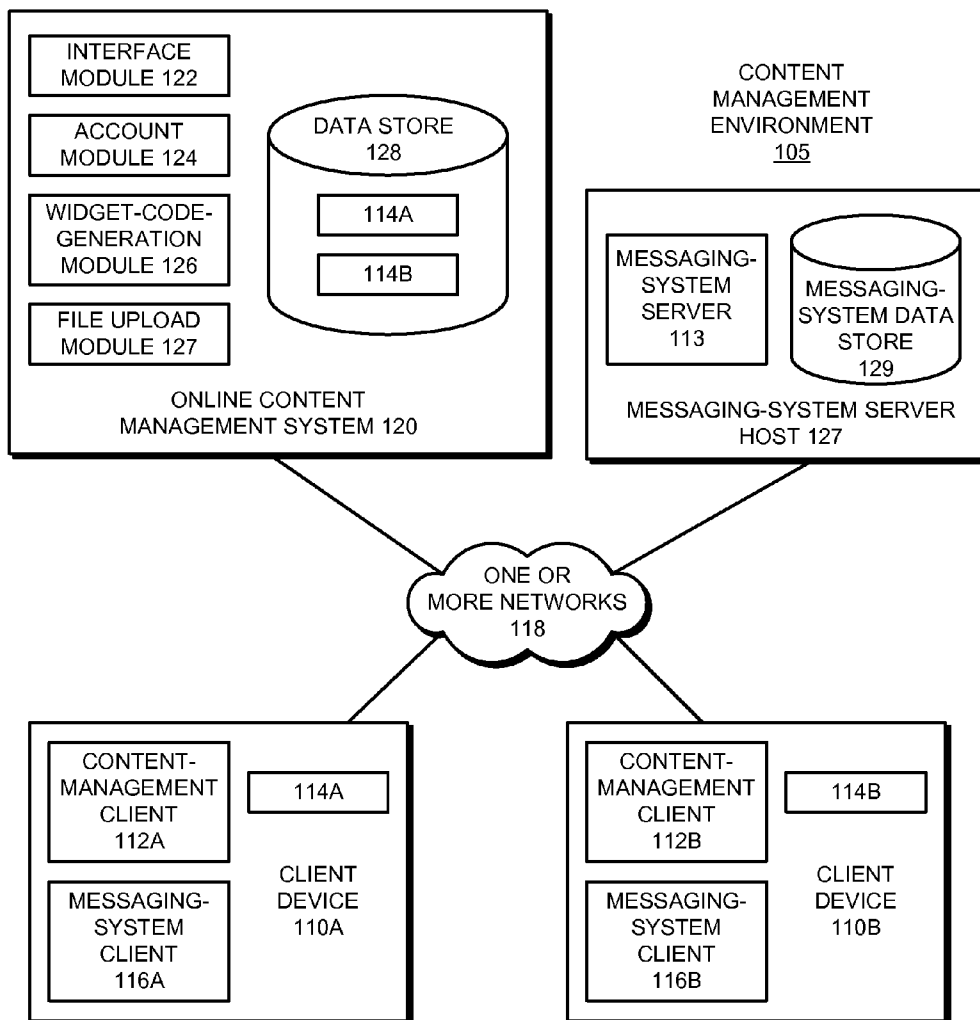 INTERFACE
MODULE 122
ACCOUNT
MODULE 124
WIDGET-CODE-
GENERATION
MODULE 126
FILE UPLOAD
MODULE 127
DATA STORE
128
114A
114B
ONLINE CONTENT
MANAGEMENT SYSTEM 120
CONTENT
MANAGEMENT
ENVIRONMENT
105
MESSAGING-
SYSTEM
SERVER
113
MESSAGING-
SYSTEM DATA
STORE
129
MESSAGING-SYSTEM SERVER
HOST 127
ONE OR
MORE NETWORKS
118
CONTENT-
MANAGEMENT
CLIENT
112A
114A
MESSAGING-
SYSTEM
CLIENT
116A
CLIENT
DEVICE
110A
CONTENT-
MANAGEMENT
CLIENT
112B
114B
MESSAGING-
SYSTEM
CLIENT
116B
CLIENT
DEVICE
110B